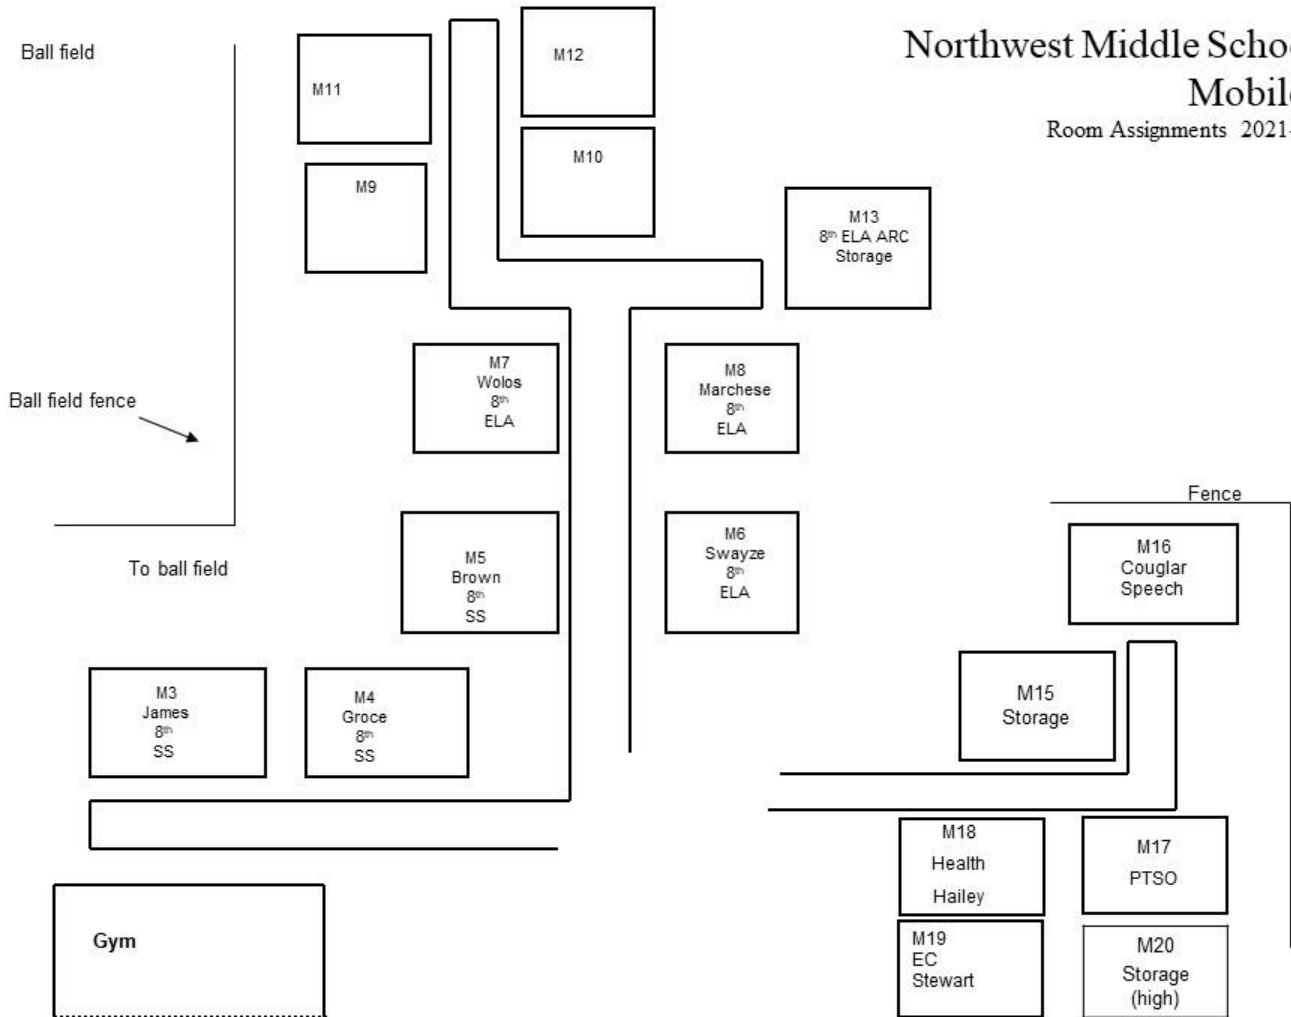 Ball field
Northwest Middle Schoo
Mobile
Room Assignments 2021-
M11
M12
M9
M10
M13
8th ELA ARC
Storage
M7
Wolos
8th
ELA
M8
Marchese
8th
ELA
Ball field fence
Fence
To ball field
M5
Brown
8th
SS
M6
Swayze
8th
ELA
M16
Couglar
Speech
M3
James
8th
SS
M4
Groce
8th
SS
M15
Storage
M18
Health
Hailey
M17
PTSO
Gym
M19
EC
Stewart
M20
Storage
(high)